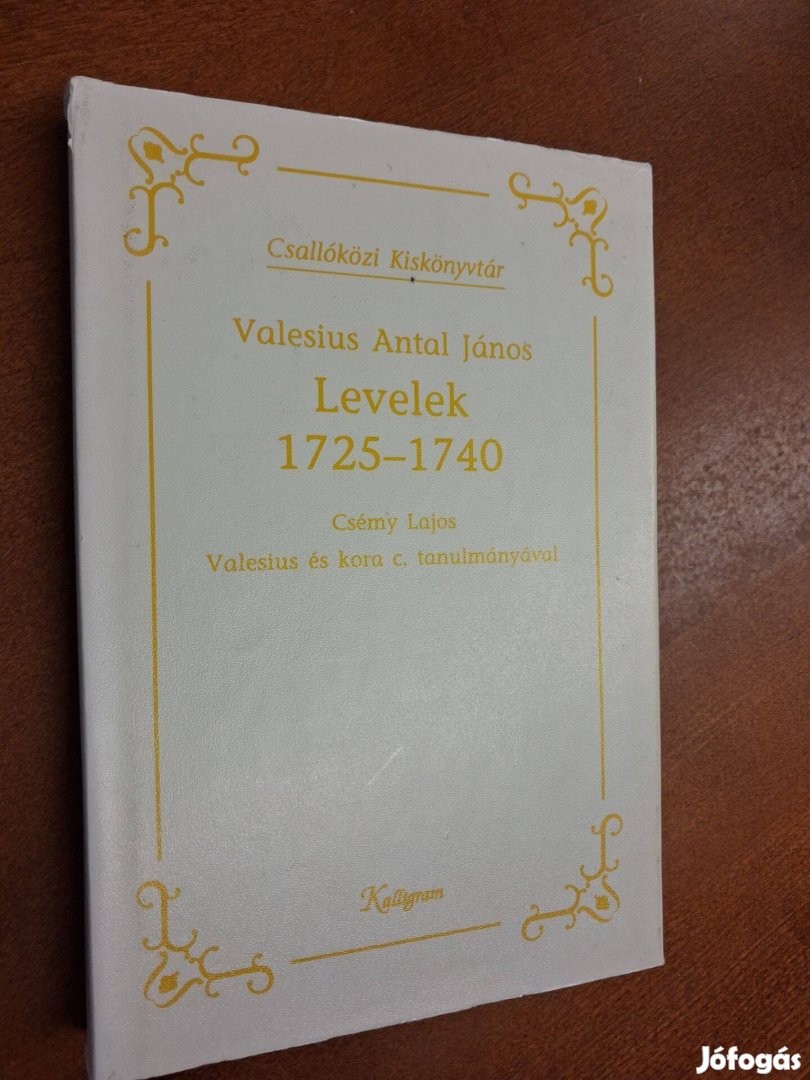 Csallóközi Kiskönyvtár
Valesius Antal János
Levelek
1725–1740
Csémy Lajos
Valesius és kora c. tanulmányával
Kalligram
Jófogás